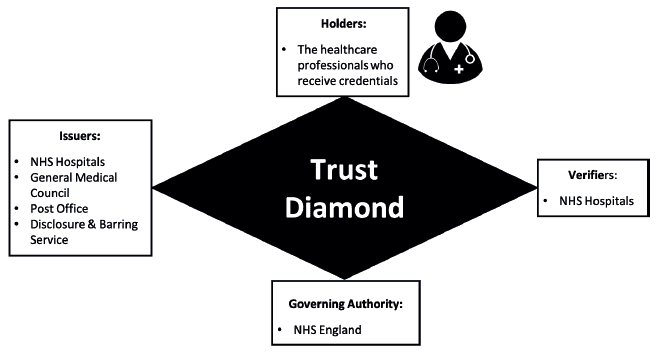 Holders:
• The healthcare
professionals who
receive credentials
Issuers:
• NHS Hospitals
• General Medical
Council
• Post Office
• Disclosure & Barring
Service
Trust
Diamond
Verifiers:
• NHS Hospitals
Governing Authority:
• NHS England